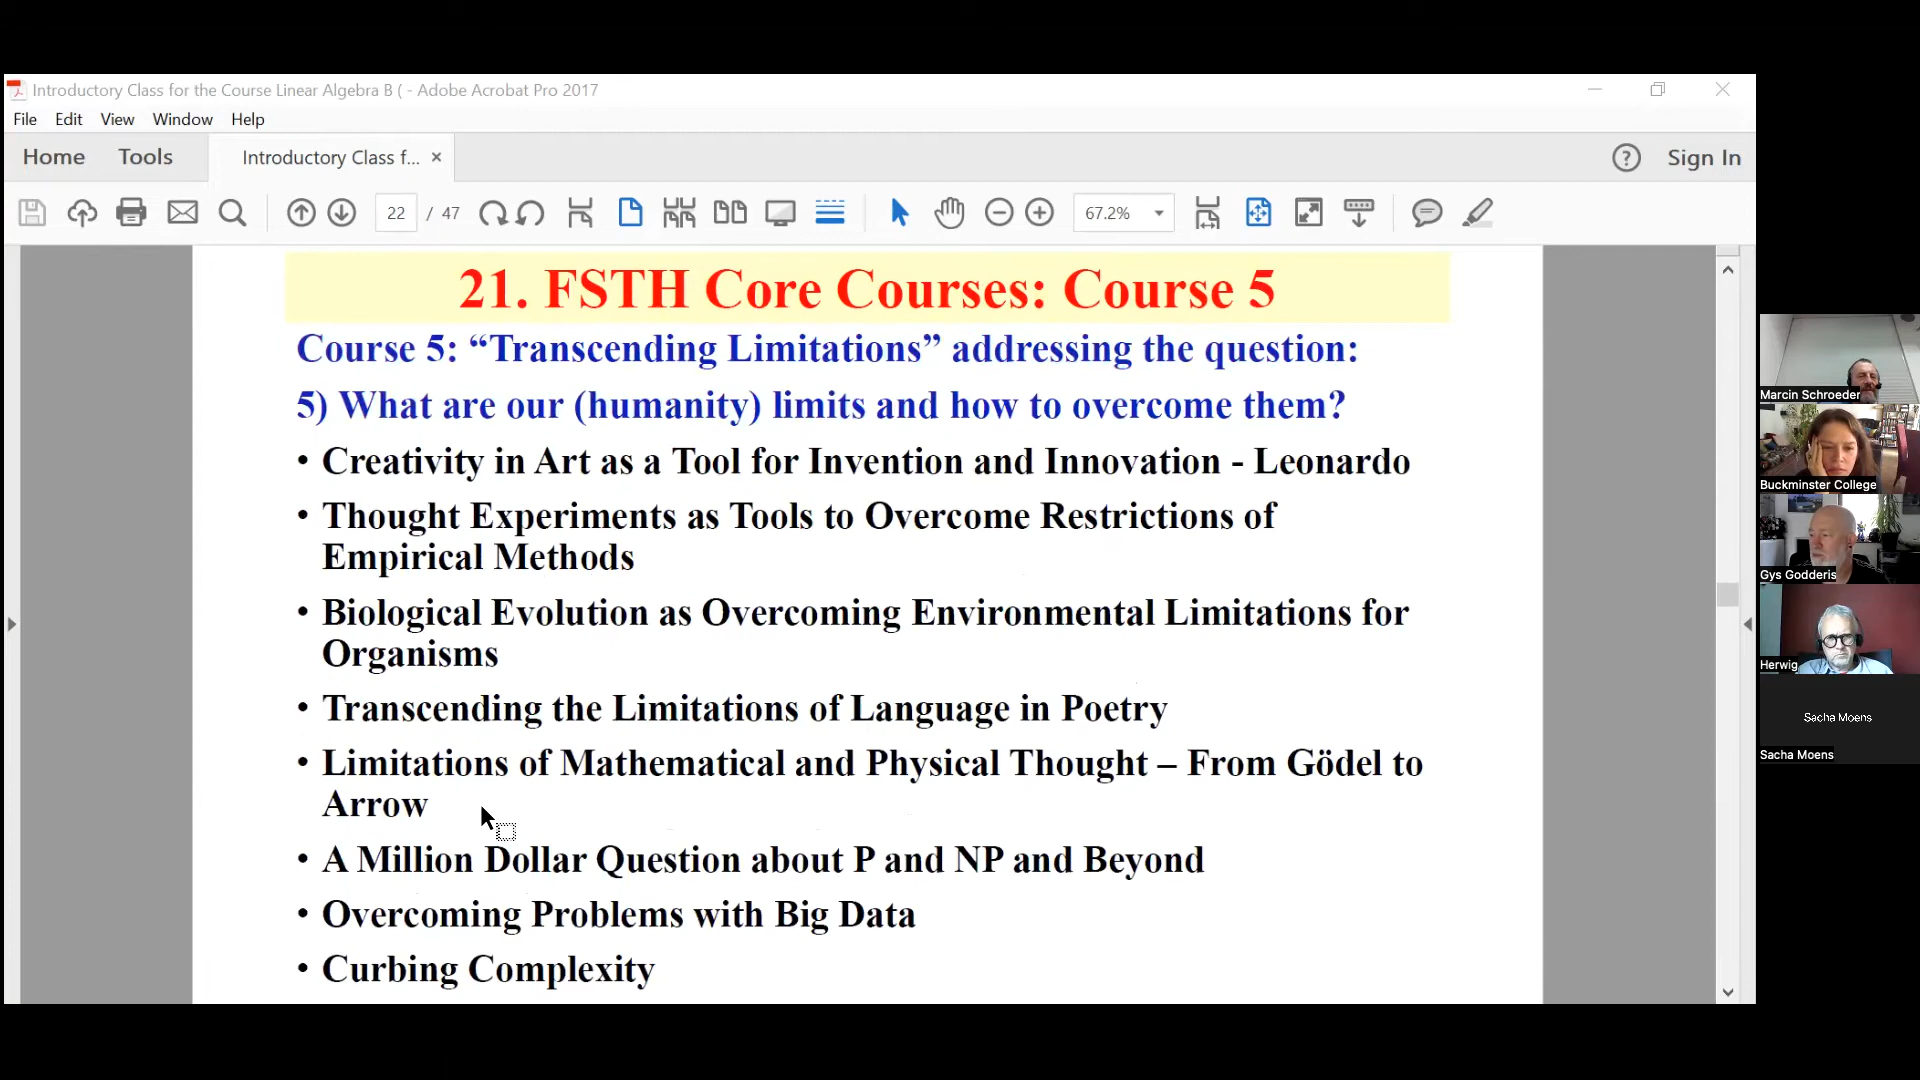 Introductory Class for the Course Linear Algebra B ( - Adobe Acrobat Pro 2017
File Edit View Window Help
Home Tools Introductory Class f... × ? Sign In
22 / 47 67.2%
21. FSTH Core Courses: Course 5
Course 5: “Transcending Limitations” addressing the question:
5) What are our (humanity) limits and how to overcome them?
• Creativity in Art as a Tool for Invention and Innovation - Leonardo
• Thought Experiments as Tools to Overcome Restrictions of
Empirical Methods
• Biological Evolution as Overcoming Environmental Limitations for
Organisms
• Transcending the Limitations of Language in Poetry
• Limitations of Mathematical and Physical Thought – From Gödel to
Arrow
• A Million Dollar Question about P and NP and Beyond
• Overcoming Problems with Big Data
• Curbing Complexity
Marcin Schroeder
Buckminster College
Gys Godderis
Herwig
Sacha Moens
Sacha Moens